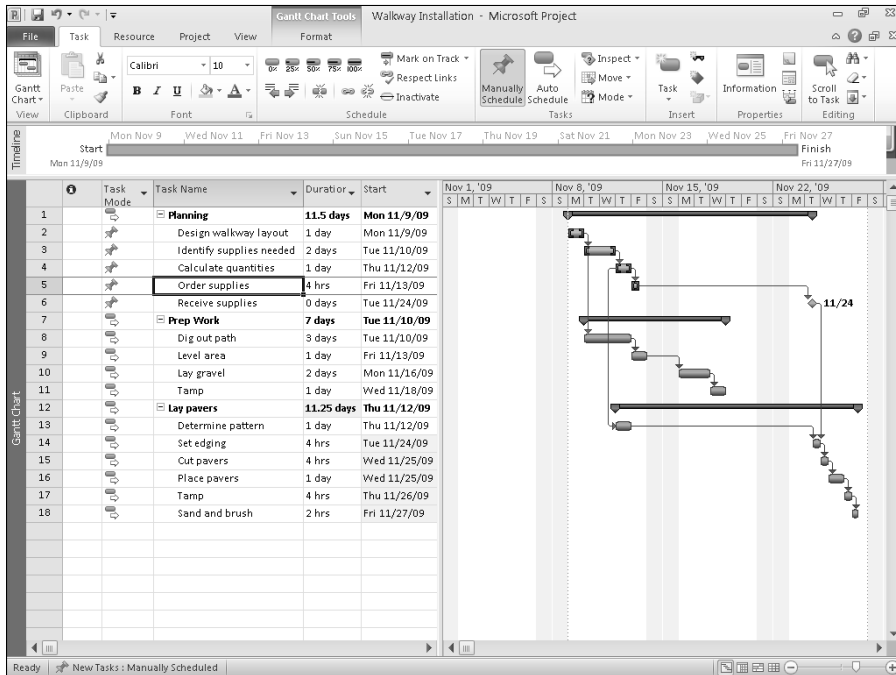 P
Gantt Chart Tools
Walkway Installation - Microsoft Project
File Task Resource Project View Format
Gantt Chart
View
Paste
Clipboard
Calibri 10
B I U A
Font
0% 25% 50% 75% 100%
Mark on Track
Respect Links
Inactivate
Schedule
Manually Schedule
Auto Schedule
Inspect
Move
Mode
Tasks
Task
Insert
Information
Properties
Scroll to Task
Editing
Timeline
Mon Nov 9 Wed Nov 11 Fri Nov 13 Sun Nov 15 Tue Nov 17 Thu Nov 19 Sat Nov 21 Mon Nov 23 Wed Nov 25 Fri Nov 27
Start
Mon 11/9/09
Finish
Fri 11/27/09
Task Mode Task Name Duration Start
Nov 1, '09 Nov 8, '09 Nov 15, '09 Nov 22, '09
S M T W T F S S M T W T F S S M T W T F S S M T W T F S
1 Planning 11.5 days Mon 11/9/09
2 Design walkway layout 1 day Mon 11/9/09
3 Identify supplies needed 2 days Tue 11/10/09
4 Calculate quantities 1 day Thu 11/12/09
5 Order supplies 4 hrs Fri 11/13/09
6 Receive supplies 0 days Tue 11/24/09
11/24
7 Prep Work 7 days Tue 11/10/09
8 Dig out path 3 days Tue 11/10/09
9 Level area 1 day Fri 11/13/09
10 Lay gravel 2 days Mon 11/16/09
11 Tamp 1 day Wed 11/18/09
12 Lay pavers 11.25 days Thu 11/12/09
13 Determine pattern 1 day Thu 11/12/09
14 Set edging 4 hrs Tue 11/24/09
15 Cut pavers 4 hrs Wed 11/25/09
16 Place pavers 1 day Wed 11/25/09
17 Tamp 4 hrs Thu 11/26/09
18 Sand and brush 2 hrs Fri 11/27/09
Gantt Chart
Ready New Tasks : Manually Scheduled